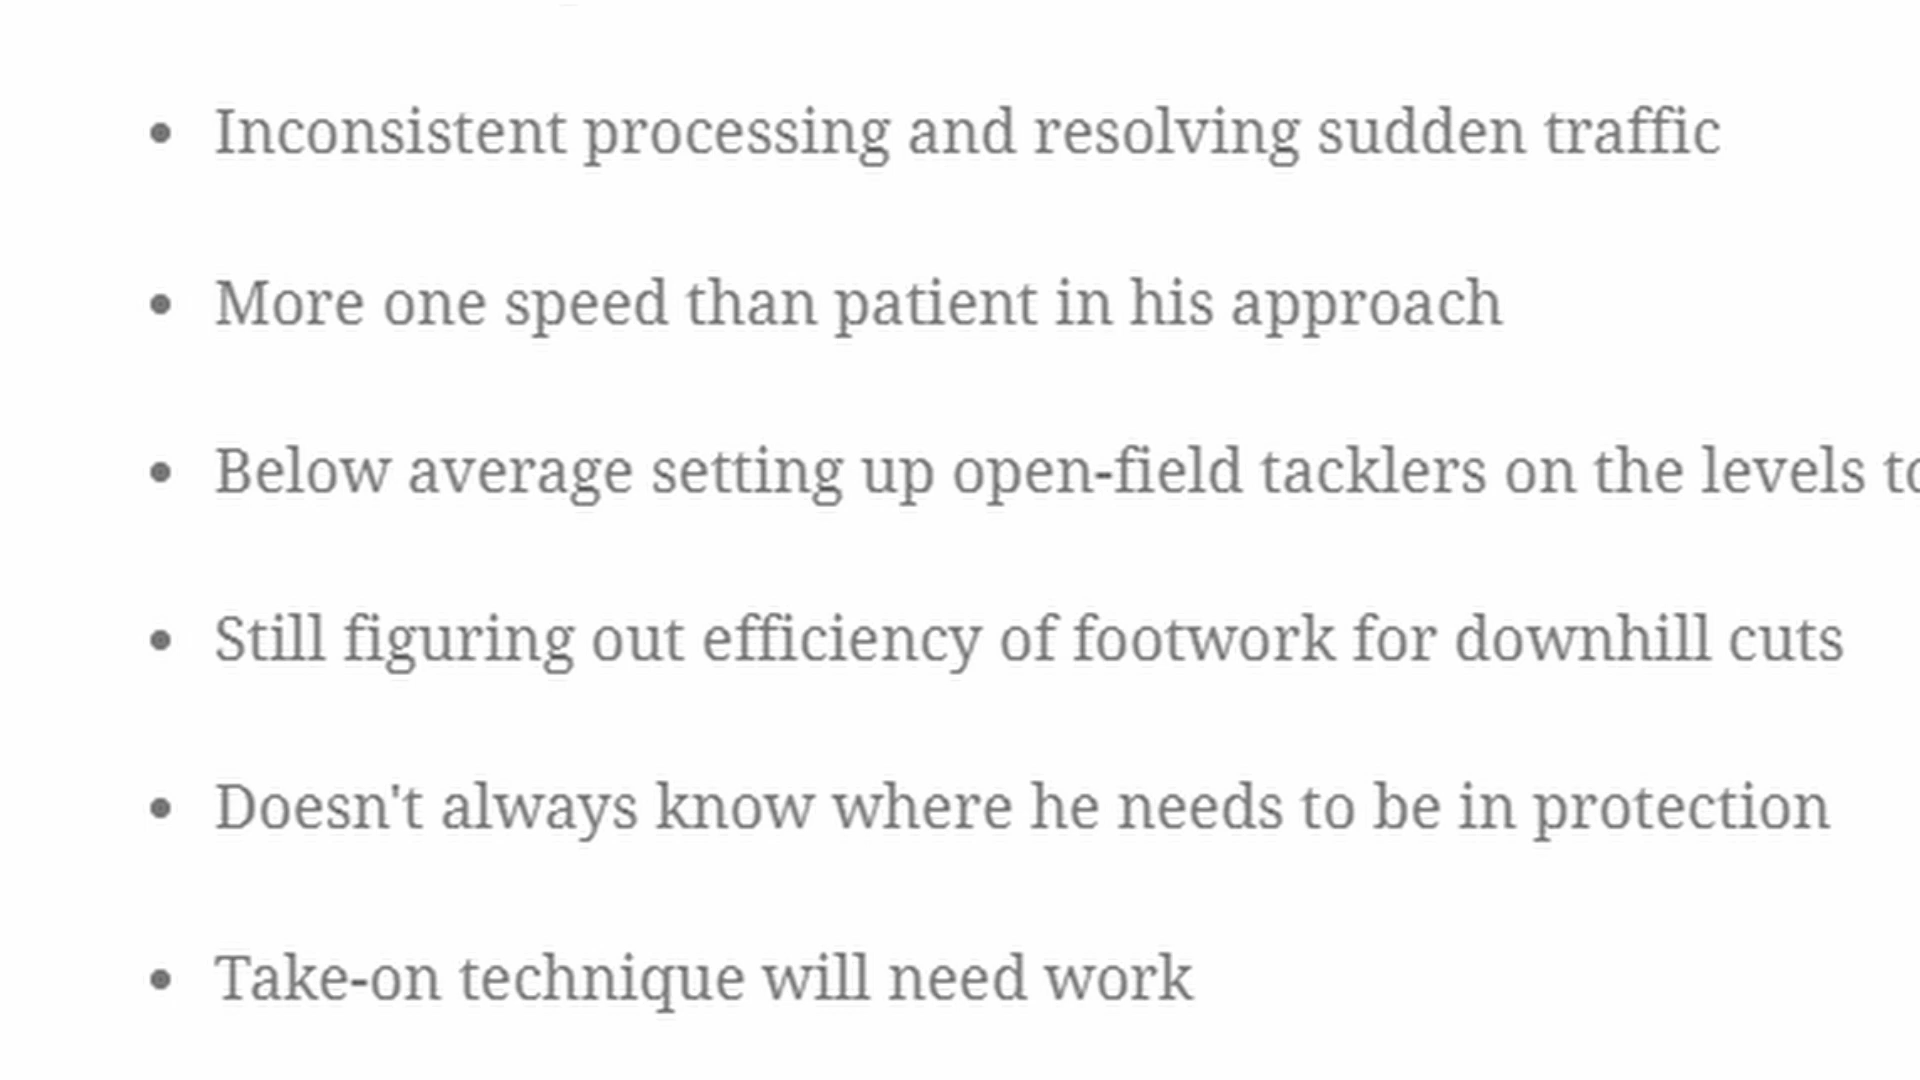 • Inconsistent processing and resolving sudden traffic
• More one speed than patient in his approach
• Below average setting up open-field tacklers on the levels to
• Still figuring out efficiency of footwork for downhill cuts
• Doesn't always know where he needs to be in protection
• Take-on technique will need work